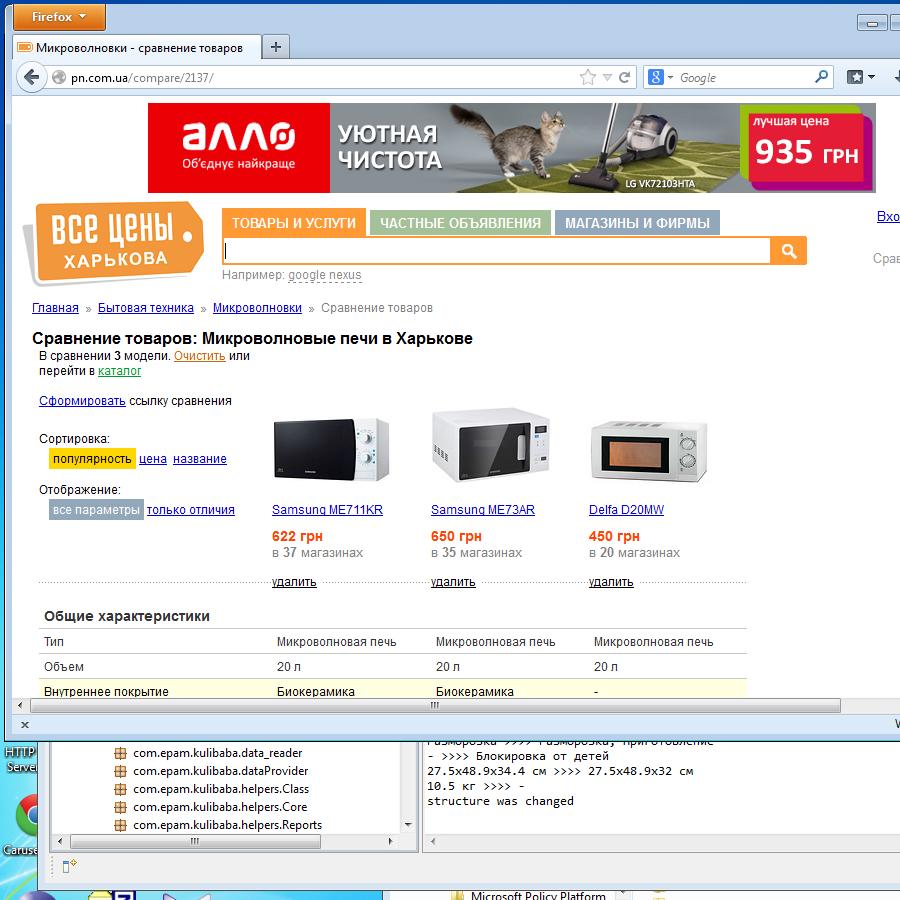 Firefox
Микроволновки - сравнение товаров
pn.com.ua/compare/2137/
Google
алло
Об'єднує найкраще
УЮТНАЯ
ЧИСТОТА
LG VK72103HTA
лучшая цена
935 ГРН
ВСЕ ЦЕНЫ
ХАРЬКОВА
ТОВАРЫ И УСЛУГИ
ЧАСТНЫЕ ОБЪЯВЛЕНИЯ
МАГАЗИНЫ И ФИРМЫ
Вхо
Срав
Например: google nexus
Главная » Бытовая техника » Микроволновки » Сравнение товаров
Сравнение товаров: Микроволновые печи в Харькове
В сравнении 3 модели. Очистить или
перейти в каталог
Сформировать ссылку сравнения
Сортировка:
популярность цена название
Отображение:
все параметры только отличия
Samsung ME711KR
622 грн
в 37 магазинах
удалить
Samsung ME73AR
650 грн
в 35 магазинах
удалить
Delfa D20MW
450 грн
в 20 магазинах
удалить
Общие характеристики
Тип Микроволновая печь Микроволновая печь Микроволновая печь
Объем 20 л 20 л 20 л
Внутреннее покрытие Биокерамика Биокерамика -
HTTP
Server
Caruse
com.epam.kulibaba.data_reader
com.epam.kulibaba.dataProvider
com.epam.kulibaba.helpers.Class
com.epam.kulibaba.helpers.Core
com.epam.kulibaba.helpers.Reports
Разморозка >>>> Разморозка, Приготовление
- >>>> Блокировка от детей
27.5x48.9x34.4 см >>>> 27.5x48.9x32 см
10.5 кг >>>> -
structure was changed
Microsoft Policy Platform